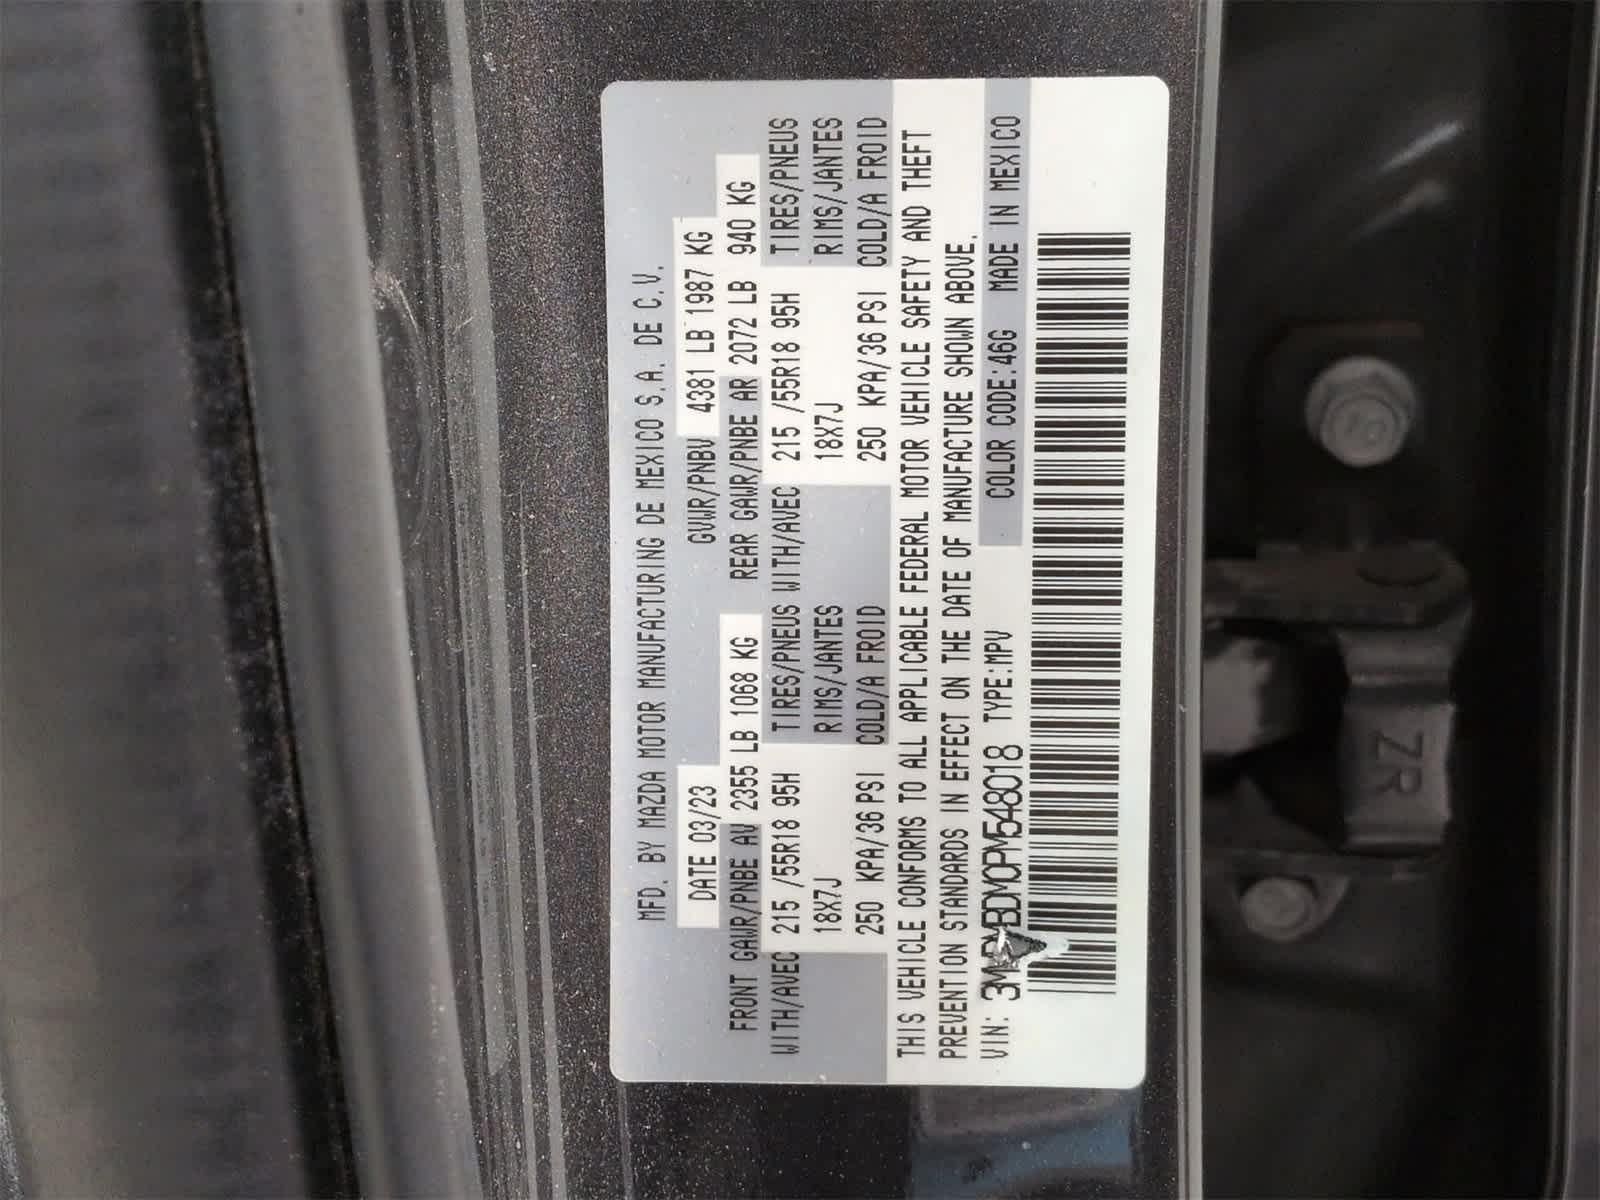 MFD. BY MAZDA MOTOR MANUFACTURING DE MEXICO S.A. DE C.V.
DATE 03/23 GVWR/PNBV 4381 LB 1987 KG
FRONT GAWR/PNBE AV 2355 LB 1068 KG REAR GAWR/PNBE AR 2072 LB 940 KG
WITH/AVEC 215 /55R18 95H TIRES/PNEUS WITH/AVEC 215 /55R18 95H TIRES/PNEUS
18X7J RIMS/JANTES 18X7J RIMS/JANTES
250 KPA/36 PSI COLD/A FROID 250 KPA/36 PSI COLD/A FROID
THIS VEHICLE CONFORMS TO ALL APPLICABLE FEDERAL MOTOR VEHICLE SAFETY AND THEFT
PREVENTION STANDARDS IN EFFECT ON THE DATE OF MANUFACTURE SHOWN ABOVE.
VIN: TYPE:MPV COLOR CODE:46G MADE IN MEXICO
ZR